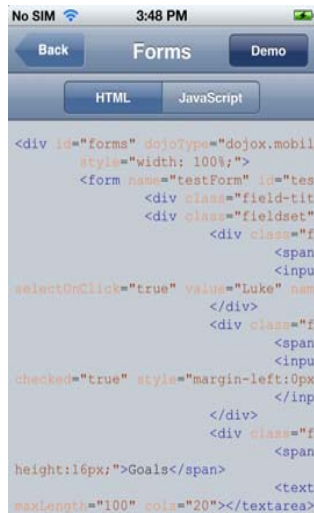 No SIM 3:48 PM
Back Forms Demo
HTML JavaScript
<div id="forms" dojoType="dojox.mobil
style="width: 100%;">
<form name="testForm" id="tes
<div class="field-tit
<div class="fieldset"
<div class="f
<span
<input
selectOnClick="true" value="Luke" nam
</div>
<div class="f
<span
<input
checked="true" style="margin-left:0px
</inp
</div>
<div class="f
<span
height:16px;">Goals</span>
<text
maxLength="100" cols="20"></textarea>